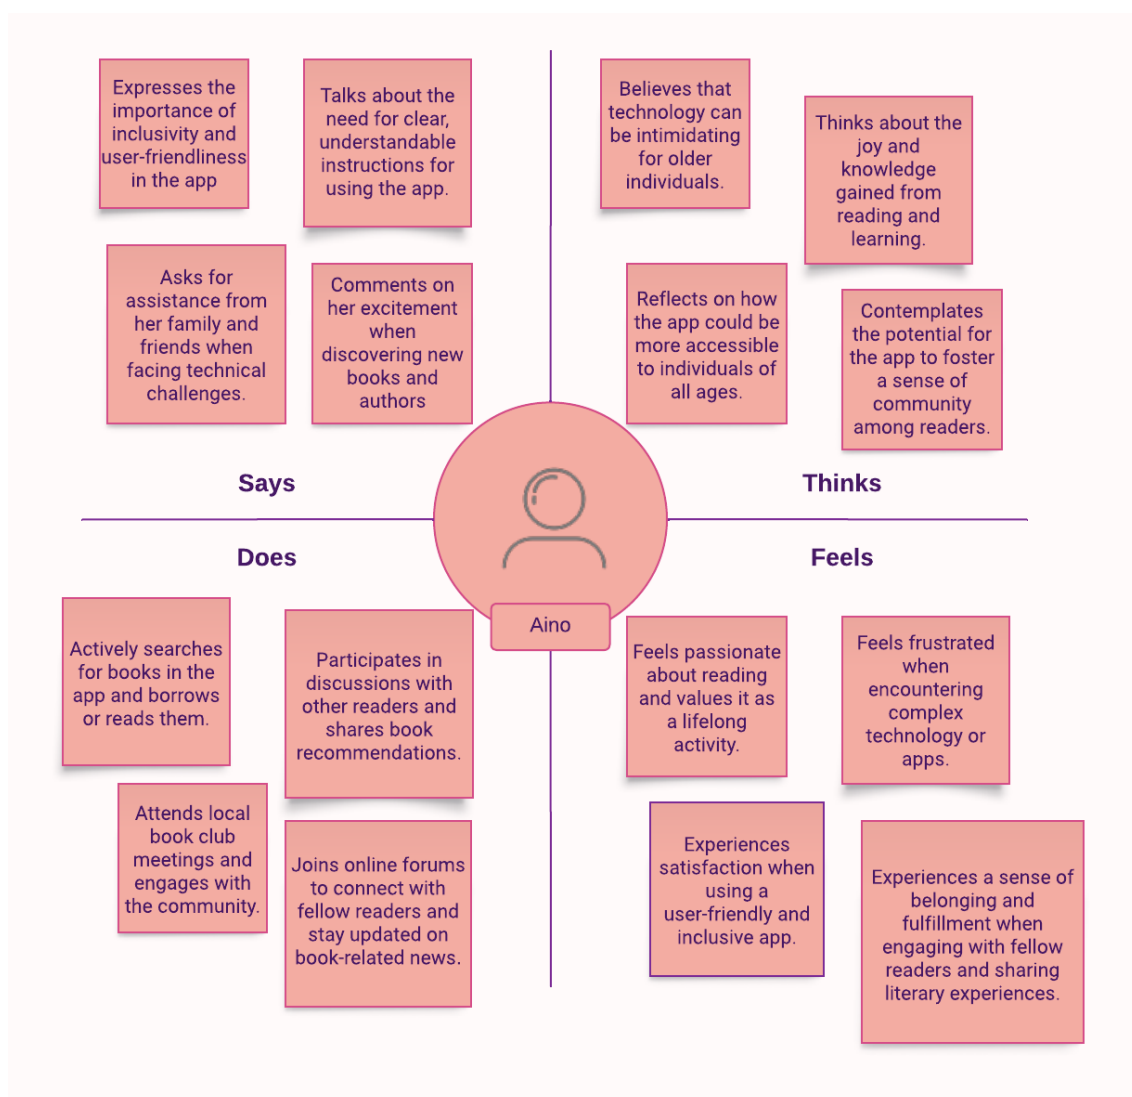 Expresses the
importance of
inclusivity and
user-friendliness
in the app
Talks about the
need for clear,
understandable
instructions for
using the app.
Asks for
assistance from
her family and
friends when
facing technical
challenges.
Comments on
her excitement
when
discovering new
books and
authors
Says
Believes that
technology can
be intimidating
for older
individuals.
Thinks about the
joy and
knowledge
gained from
reading and
learning.
Reflects on how
the app could be
more accessible
to individuals of
all ages.
Contemplates
the potential for
the app to foster
a sense of
community
among readers.
Thinks
Aino
Does
Actively searches
for books in the
app and borrows
or reads them.
Participates in
discussions with
other readers and
shares book
recommendations.
Attends local
book club
meetings and
engages with
the community.
Joins online forums
to connect with
fellow readers and
stay updated on
book-related news.
Feels
Feels passionate
about reading
and values it as
a lifelong
activity.
Feels frustrated
when
encountering
complex
technology or
apps.
Experiences
satisfaction when
using a
user-friendly and
inclusive app.
Experiences a sense of
belonging and
fulfillment when
engaging with fellow
readers and sharing
literary experiences.